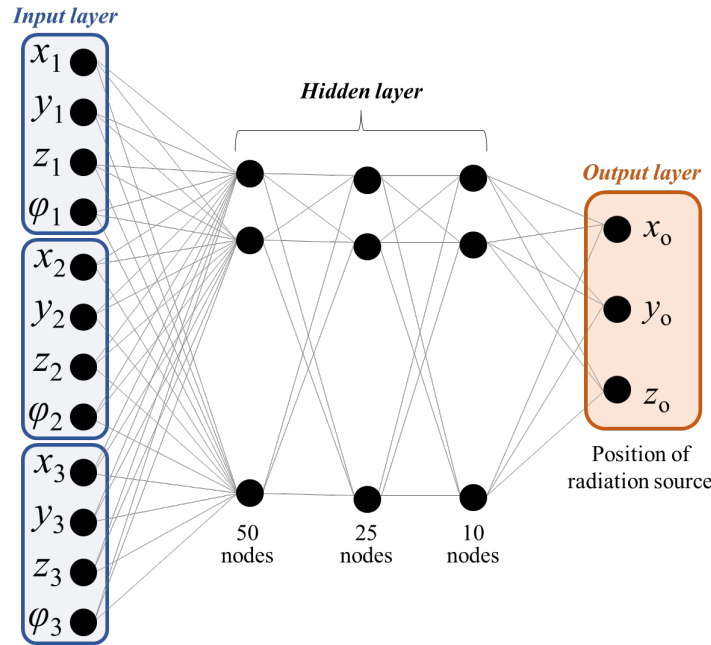 Input layer
x₁
y₁
z₁
φ₁
x₂
y₂
z₂
φ₂
x₃
y₃
z₃
φ₃
Hidden layer
50
nodes
25
nodes
10
nodes
Output layer
xₒ
yₒ
zₒ
Position of
radiation source